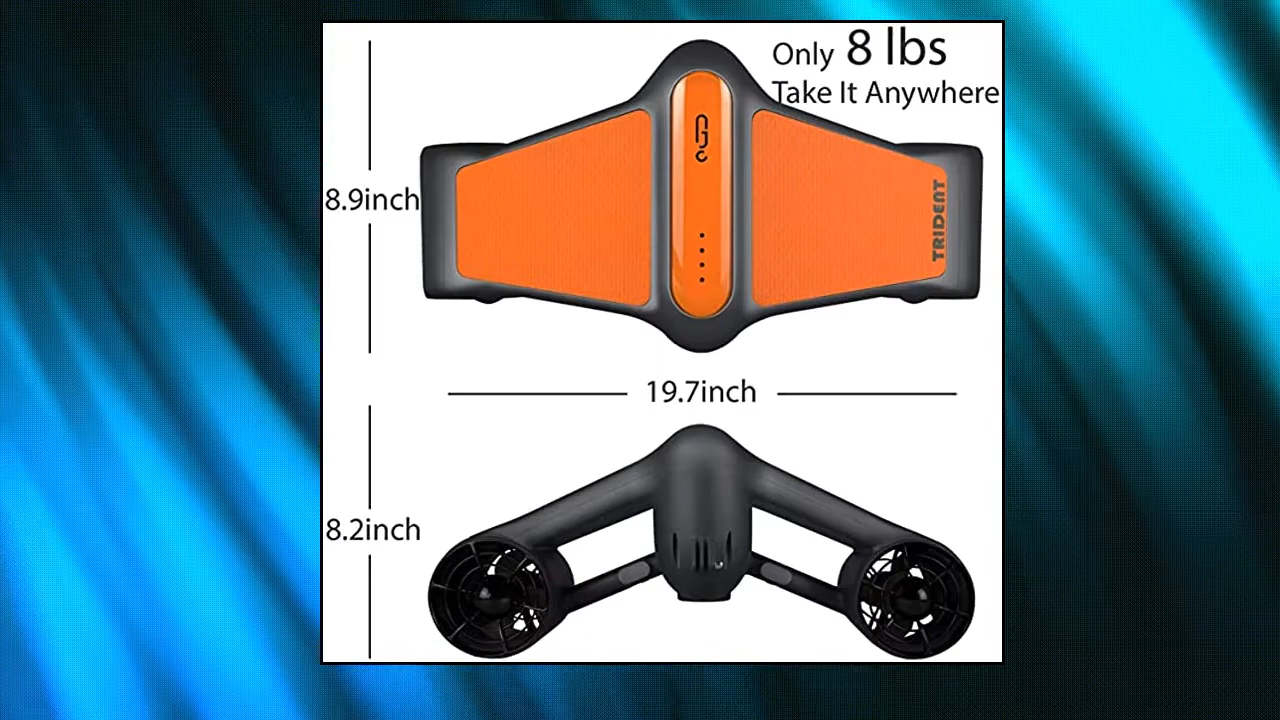 Only 8 lbs
Take It Anywhere
8.9inch
TRIDENT
19.7inch
8.2inch